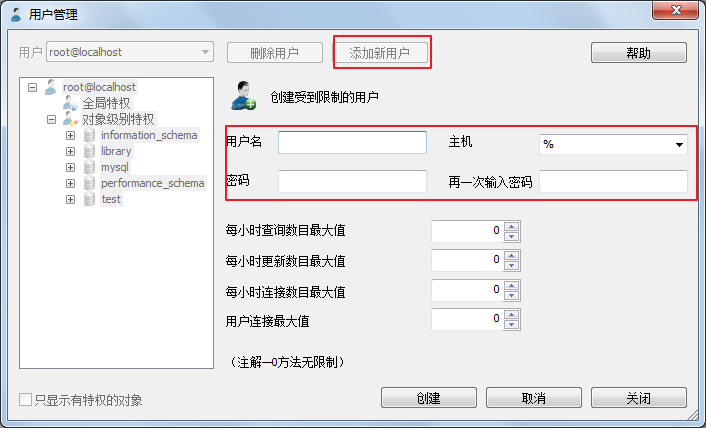 用户管理
用户 root@localhost 删除用户 添加新用户 帮助
root@localhost
全局特权
对象级别特权
information_schema
library
mysql
performance_schema
test
创建受到限制的用户
用户名 主机 %
密码 再一次输入密码
每小时查询数目最大值 0
每小时更新数目最大值 0
每小时连接数目最大值 0
用户连接最大值 0
(注解—0方法无限制)
只显示有特权的对象 创建 取消 关闭